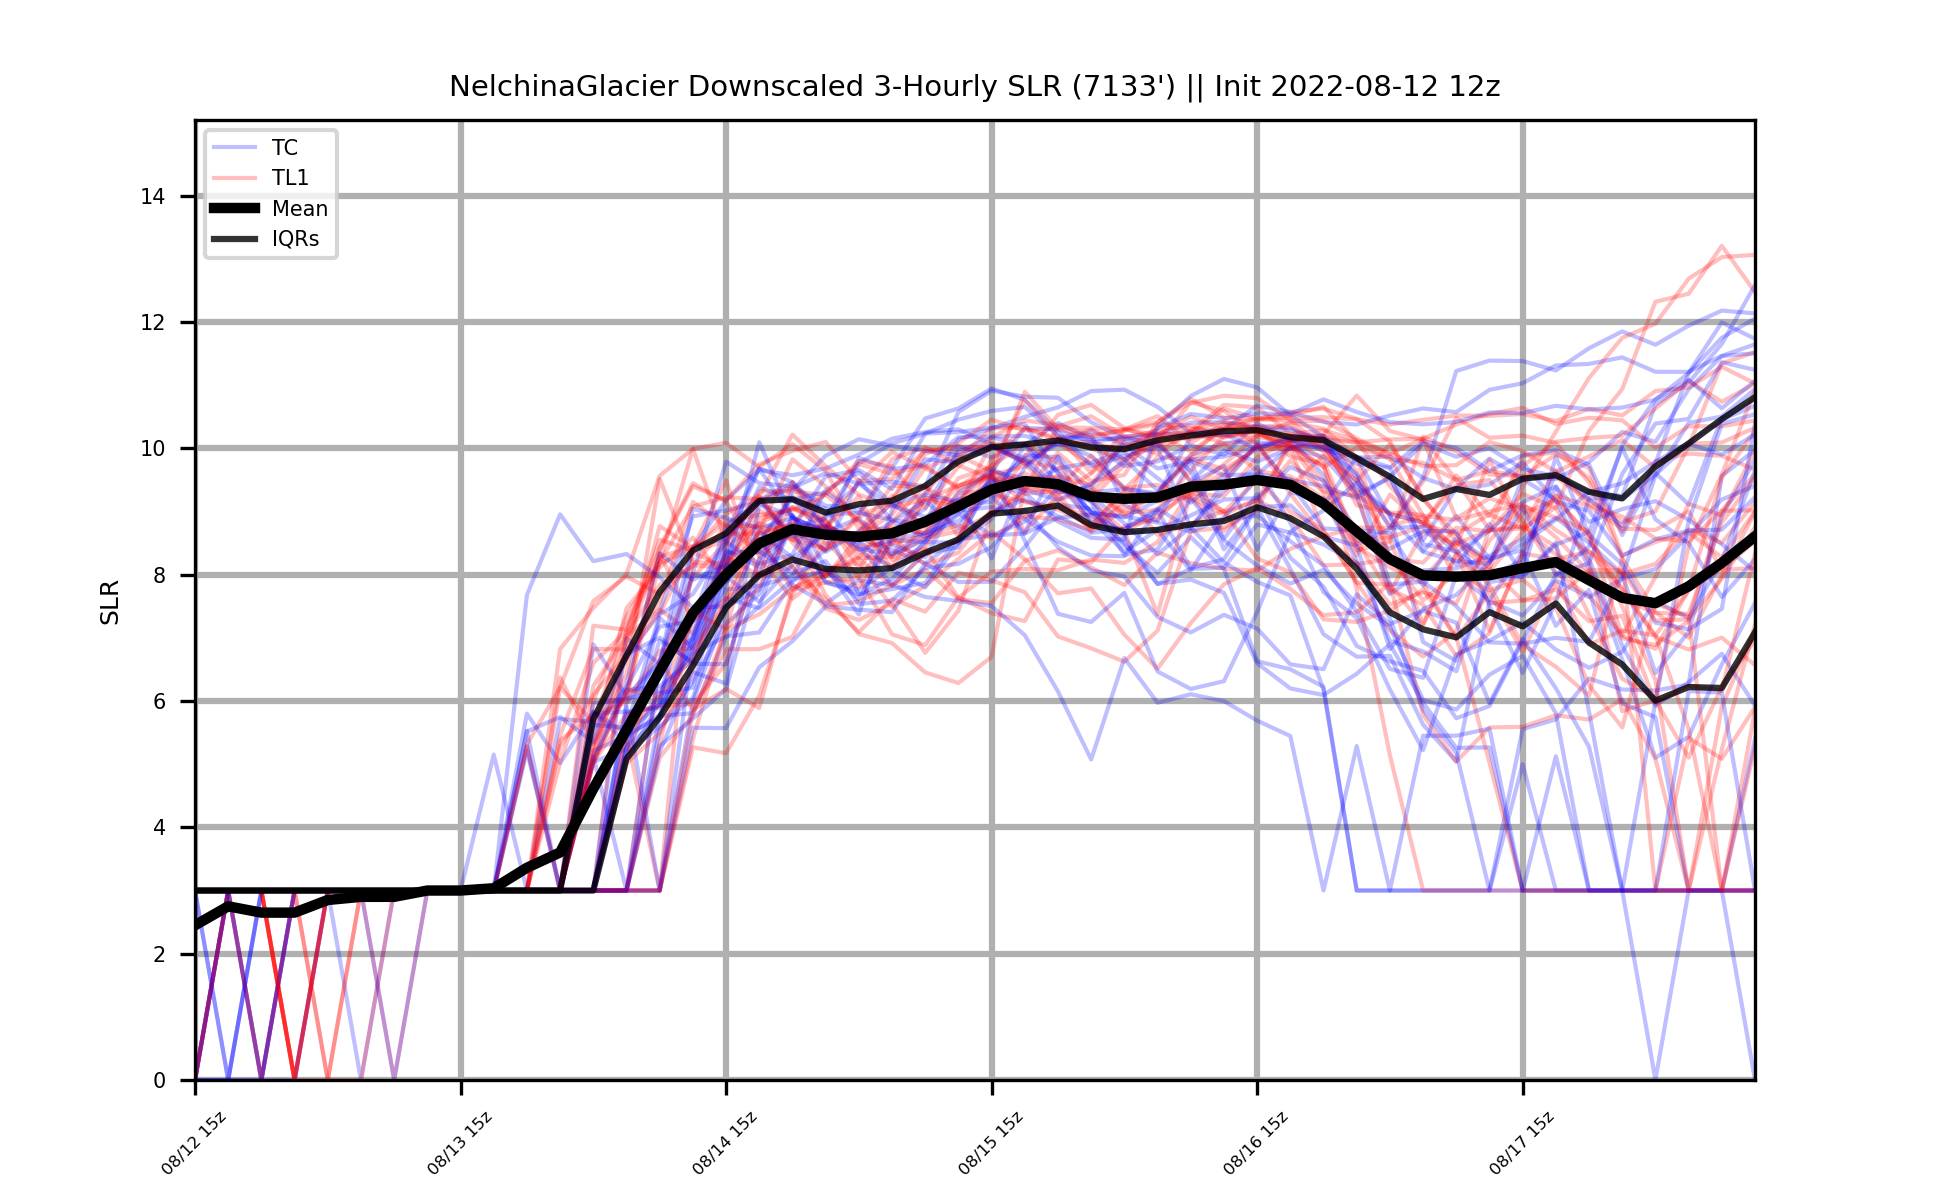 NelchinaGlacier Downscaled 3-Hourly SLR (7133') || Init 2022-08-12 12z
TC
TL1
Mean
IQRs
14
12
10
8
6
4
2
0
SLR
08/12 15z
08/13 15z
08/14 15z
08/15 15z
08/16 15z
08/17 15z